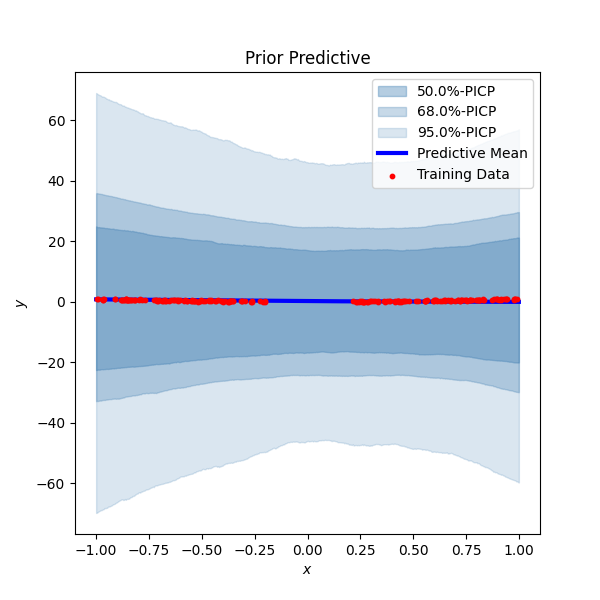 Prior Predictive
50.0%-PICP
68.0%-PICP
95.0%-PICP
Predictive Mean
Training Data
60
40
20
0
−20
−40
−60
y
−1.00 −0.75 −0.50 −0.25 0.00 0.25 0.50 0.75 1.00
x